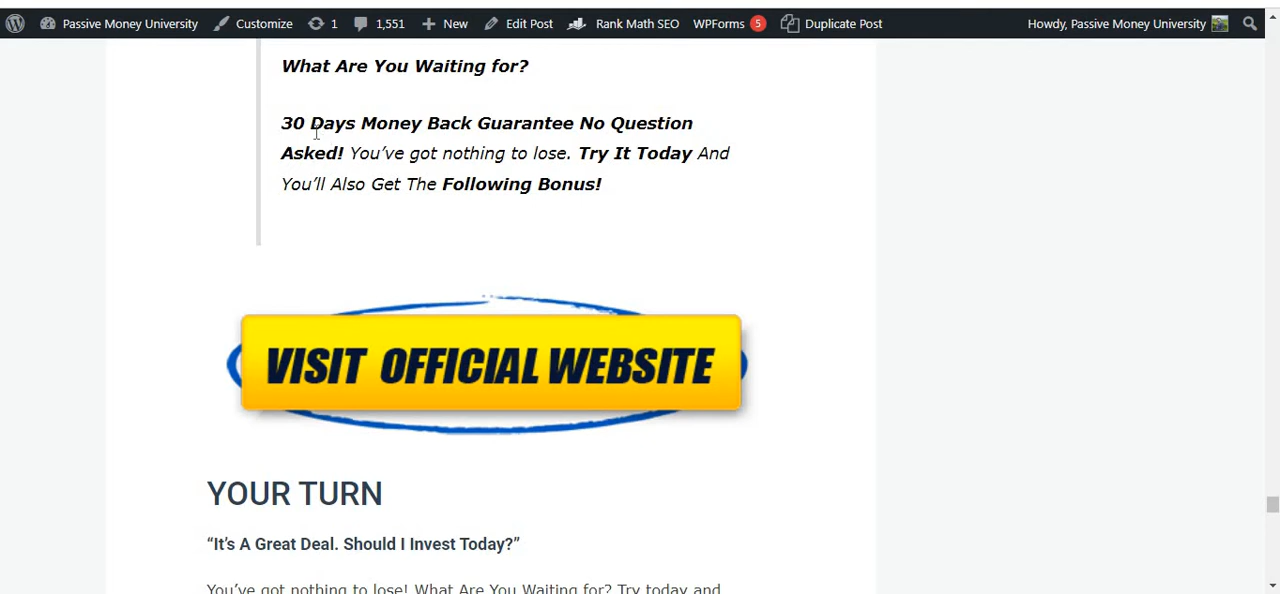 Passive Money University Customize 1 1,551 New Edit Post Rank Math SEO WPForms 5 Duplicate Post Howdy, Passive Money University
What Are You Waiting for?
30 Days Money Back Guarantee No Question
Asked! You’ve got nothing to lose. Try It Today And
You’ll Also Get The Following Bonus!
VISIT OFFICIAL WEBSITE
YOUR TURN
“It’s A Great Deal. Should I Invest Today?”
You’ve got nothing to lose! What Are You Waiting for? Try today and